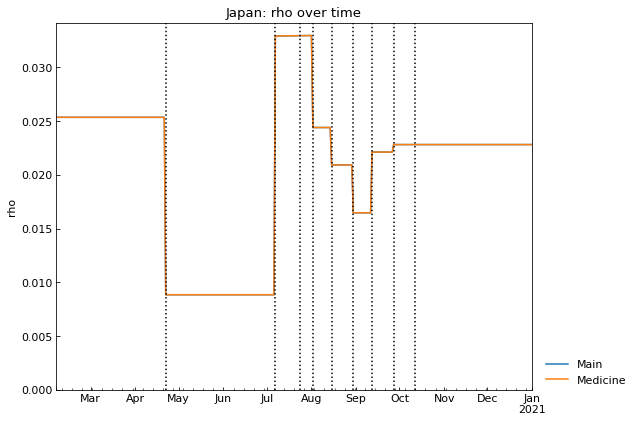 Japan: rho over time
0.030
0.025
0.020
0.015
0.010
0.005
0.000
rho
Mar Apr May Jun Jul Aug Sep Oct Nov Dec Jan
2021
Main
Medicine